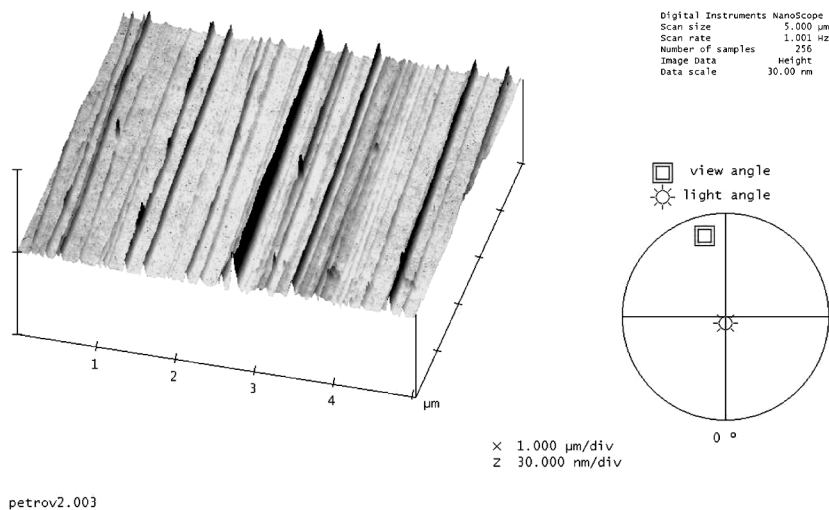 Digital Instruments NanoScope
Scan size 5.000 µm
Scan rate 1.001 Hz
Number of samples 256
Image Data Height
Data scale 30.00 nm
view angle
light angle
1
2
3
4
µm
0 °
X 1.000 µm/div
Z 30.000 nm/div
petrov2.003